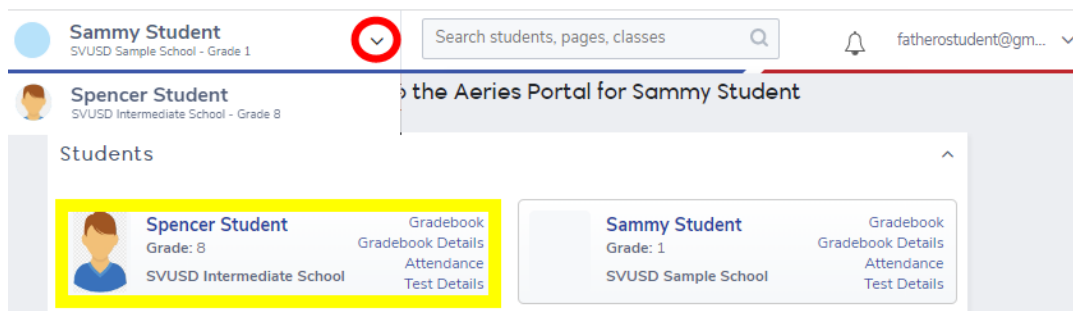 Sammy Student
SVUSD Sample School - Grade 1
Search students, pages, classes
fatherostudent@gm...
Spencer Student
SVUSD Intermediate School - Grade 8
the Aeries Portal for Sammy Student
Students
Spencer Student
Grade: 8
SVUSD Intermediate School
Gradebook
Gradebook Details
Attendance
Test Details
Sammy Student
Grade: 1
SVUSD Sample School
Gradebook
Gradebook Details
Attendance
Test Details